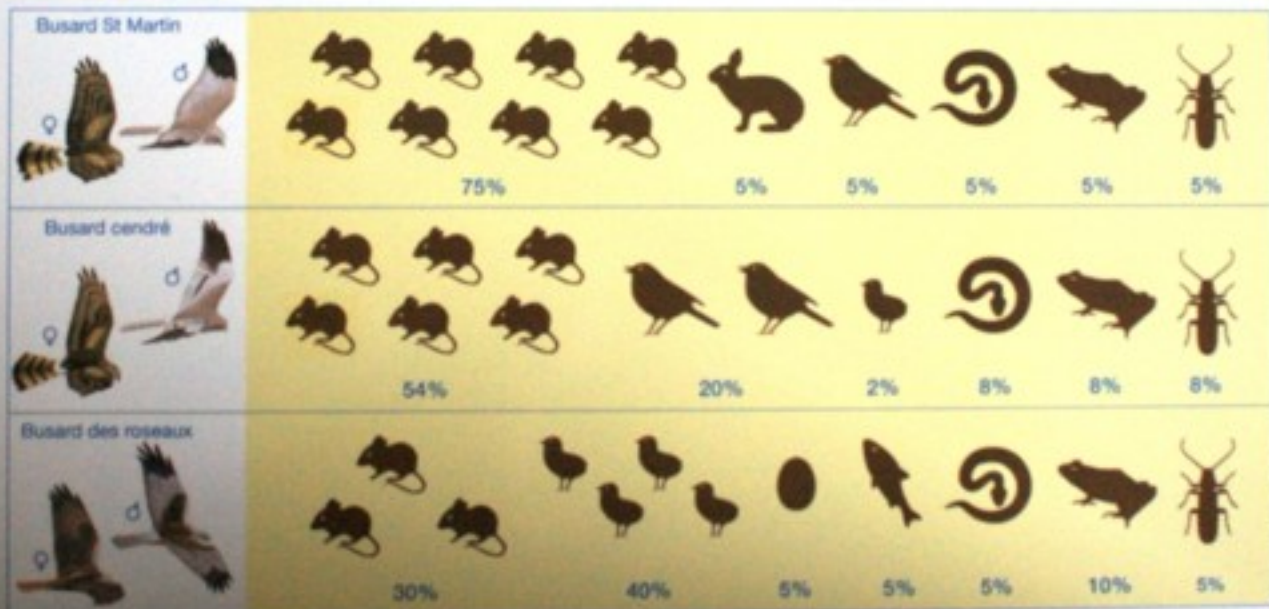 Busard St Martin
♀ ♂
75% 5% 5% 5% 5% 5%
Busard cendré
♀ ♂
54% 20% 2% 8% 8% 8%
Busard des roseaux
♀ ♂
30% 40% 5% 5% 5% 10% 5%